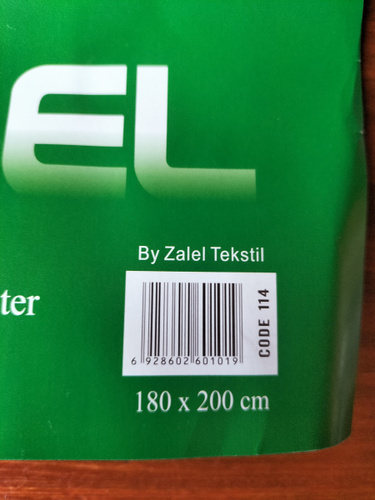 EL
By Zalel Tekstil
ter
6 928602 601019
CODE 114
180 x 200 cm